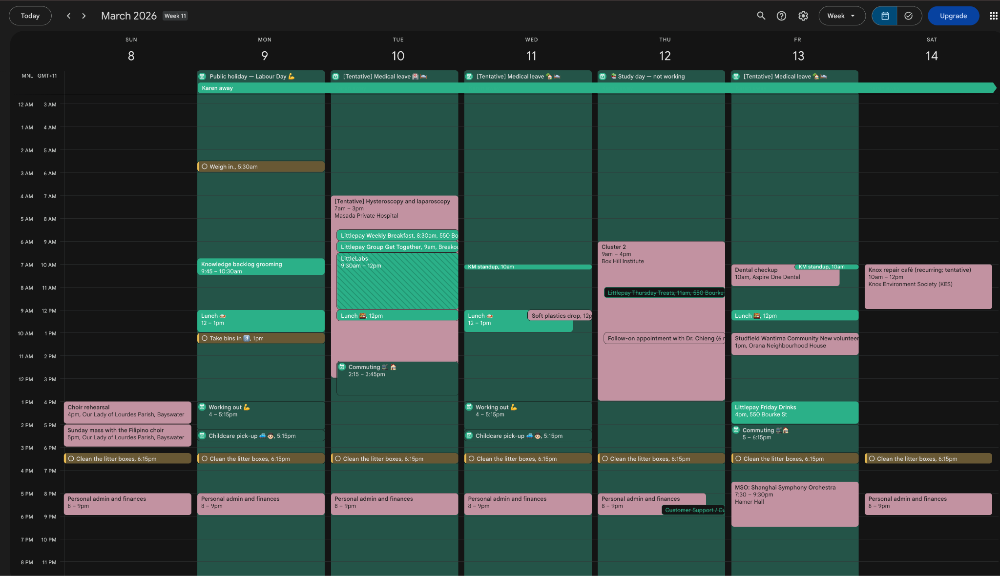 Today
March 2026 Week 11
Week
Upgrade
SUN
8
MON
9
TUE
10
WED
11
THU
12
FRI
13
SAT
14
MNL GMT+11
Public holiday — Labour Day 💪
[Tentative] Medical leave 🏥🛌
[Tentative] Medical leave 🏡🛌
📚 Study day — not working
[Tentative] Medical leave 🏡🛌
Karen away
12 AM 3 AM
1 AM 4 AM
2 AM 5 AM
3 AM 6 AM
4 AM 7 AM
5 AM 8 AM
6 AM 9 AM
7 AM 10 AM
8 AM 11 AM
9 AM 12 PM
10 AM 1 PM
11 AM 2 PM
12 PM 3 PM
1 PM 4 PM
2 PM 5 PM
3 PM 6 PM
4 PM 7 PM
5 PM 8 PM
6 PM 9 PM
7 PM 10 PM
8 PM 11 PM
Choir rehearsal
4pm, Our Lady of Lourdes Parish, Bayswater
Sunday mass with the Filipino choir
5pm, Our Lady of Lourdes Parish, Bayswater
Clean the litter boxes, 6:15pm
Personal admin and finances
8 – 9pm
Weigh in., 5:30am
Knowledge backlog grooming
9:45 – 10:30am
Lunch
12 – 1pm
Take bins in, 1pm
Working out 💪
4 – 5:15pm
Childcare pick-up, 5:15pm
Clean the litter boxes, 6:15pm
Personal admin and finances
8 – 9pm
[Tentative] Hysteroscopy and laparoscopy
7am – 3pm
Masada Private Hospital
Littlepay Weekly Breakfast, 8:30am, 550 Bo
Littlepay Group Get Together, 9am, Breakou
LittleLabs
9:30am – 12pm
Lunch 🍱, 12pm
Commuting
2:15 – 3:45pm
Clean the litter boxes, 6:15pm
Personal admin and finances
8 – 9pm
KM standup, 10am
Lunch
12 – 1pm
Soft plastics drop, 12p
Working out 💪
4 – 5:15pm
Childcare pick-up, 5:15pm
Clean the litter boxes, 6:15pm
Personal admin and finances
8 – 9pm
Cluster 2
9am – 4pm
Box Hill Institute
Littlepay Thursday Treats, 11am, 550 Bourke
Follow-on appointment with Dr. Chieng (6 r
Clean the litter boxes, 6:15pm
Personal admin and finances
8 – 9pm
Customer Support / Cu
Dental checkup
10am, Aspire One Dental
KM standup, 10am
Lunch 🍱, 12pm
Studfield Wantirna Community New volunteer
1pm, Orana Neighbourhood House
Littlepay Friday Drinks
4pm, 550 Bourke St
Commuting
5 – 6:15pm
Clean the litter boxes, 6:15pm
MSO: Shanghai Symphony Orchestra
7:30 – 9:30pm
Hamer Hall
Knox repair café (recurring; tentative)
10am – 12pm
Knox Environment Society (KES)
Clean the litter boxes, 6:15pm
Personal admin and finances
8 – 9pm